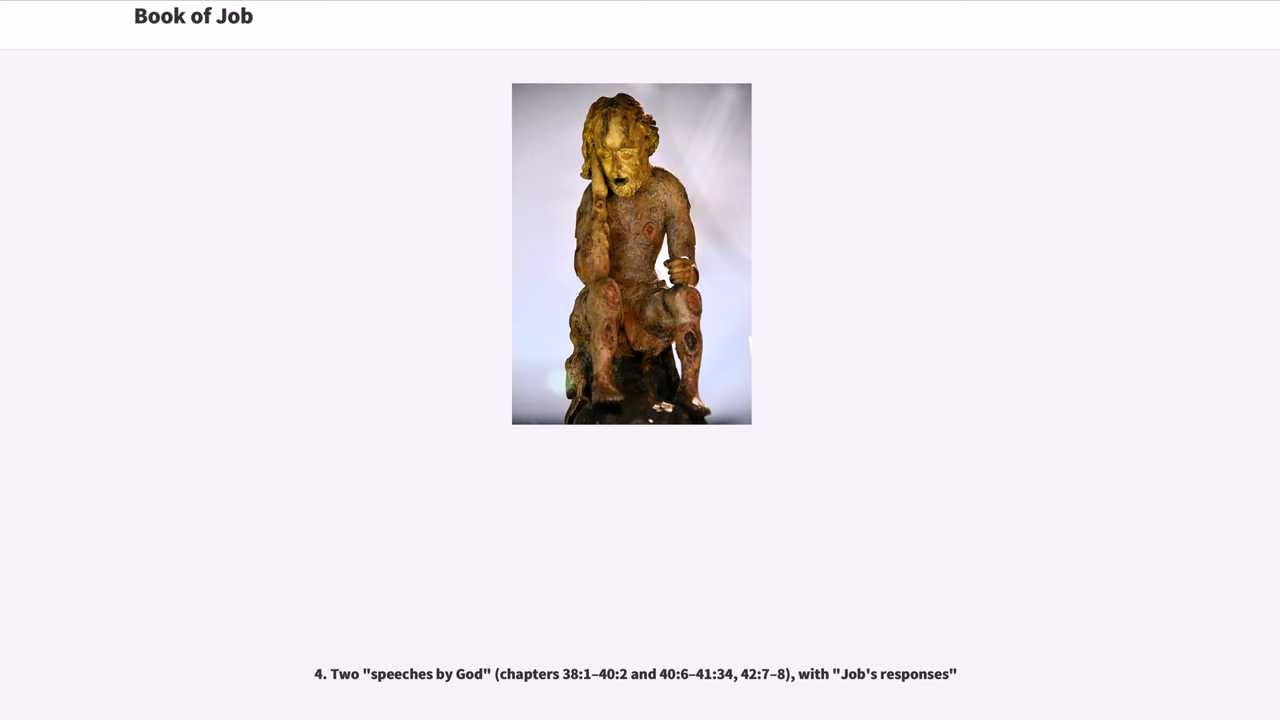 Book of Job
4. Two "speeches by God" (chapters 38:1–40:2 and 40:6–41:34, 42:7–8), with "Job's responses"